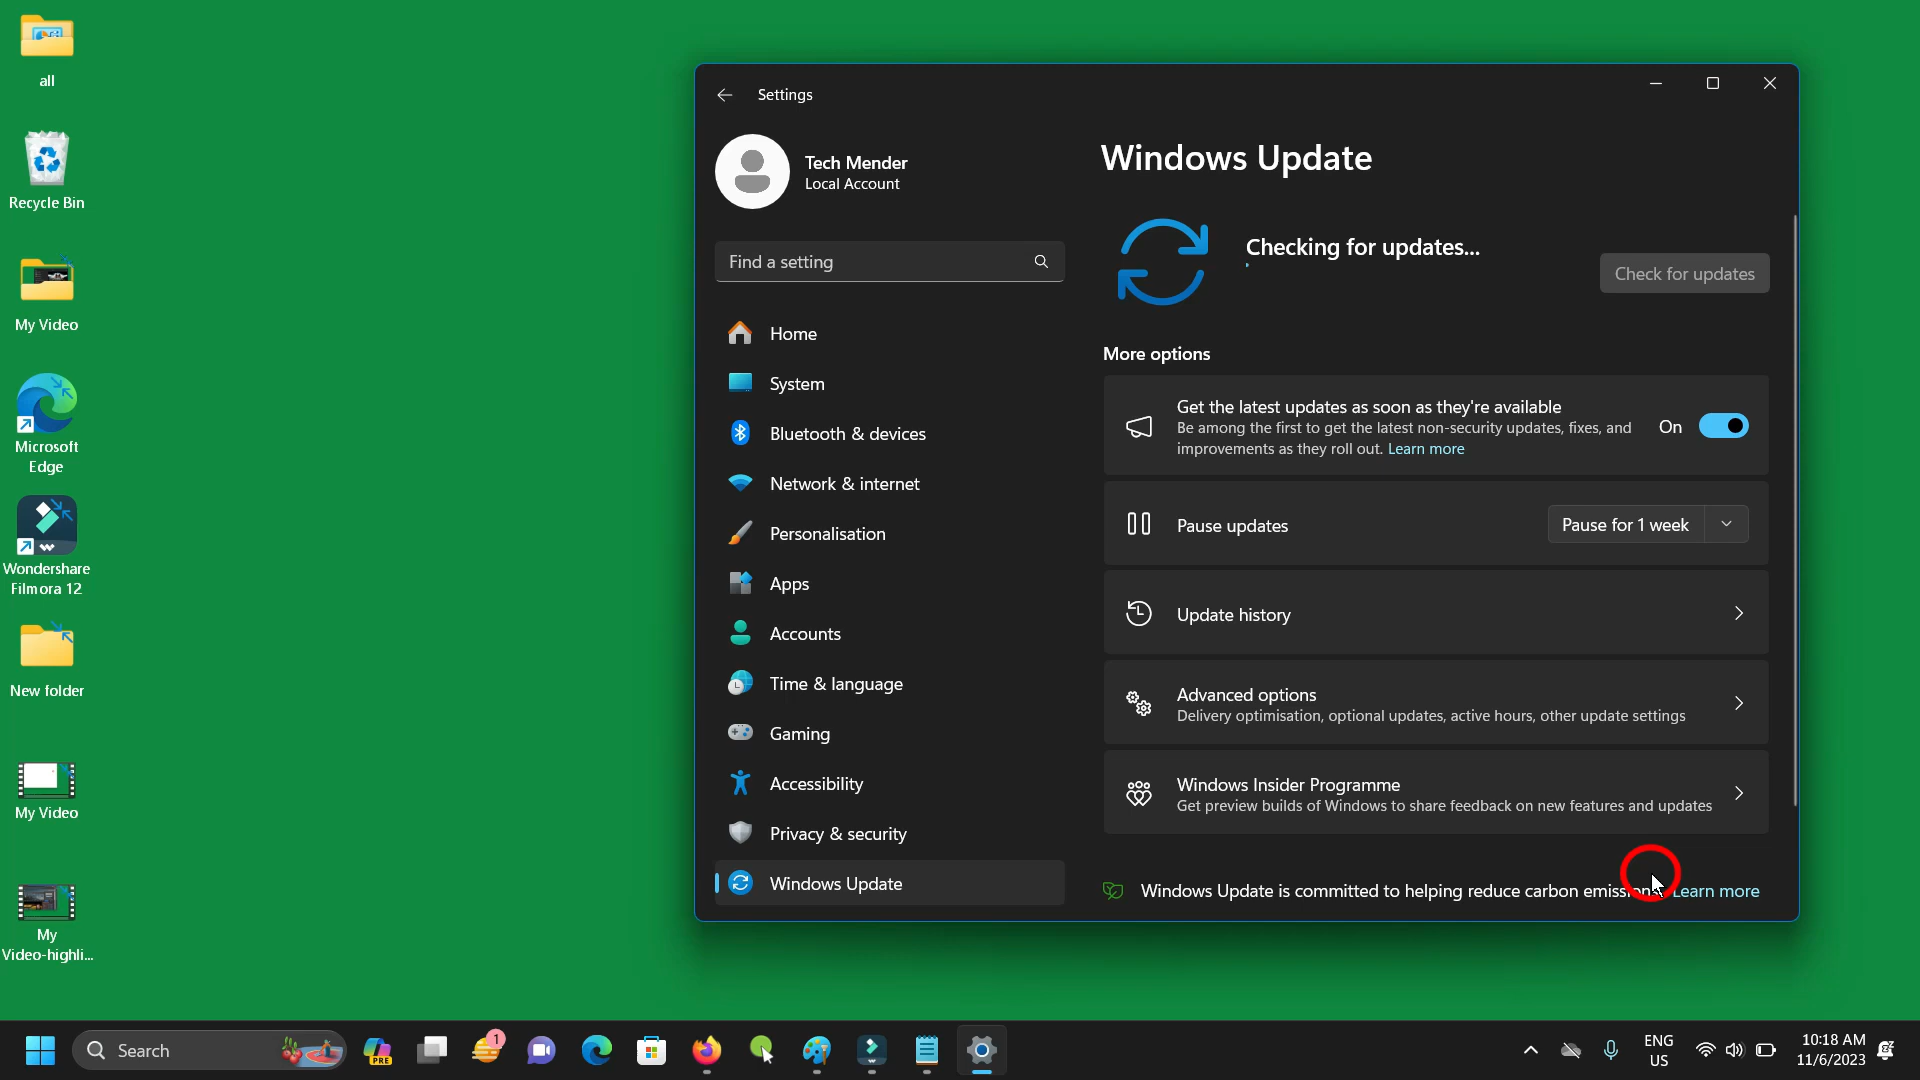 all
Recycle Bin
My Video
Microsoft
Edge
Wondershare
Filmora 12
New folder
My Video
My
Video-highli...
Settings
Tech Mender
Local Account
Find a setting
Home
System
Bluetooth & devices
Network & internet
Personalisation
Apps
Accounts
Time & language
Gaming
Accessibility
Privacy & security
Windows Update
Windows Update
Checking for updates...
Check for updates
More options
Get the latest updates as soon as they're available
Be among the first to get the latest non-security updates, fixes, and
improvements as they roll out. Learn more
On
Pause updates
Pause for 1 week
Update history
Advanced options
Delivery optimisation, optional updates, active hours, other update settings
Windows Insider Programme
Get preview builds of Windows to share feedback on new features and updates
Windows Update is committed to helping reduce carbon emissions. Learn more
Search
PRE
1
ENG
US
10:18 AM
11/6/2023